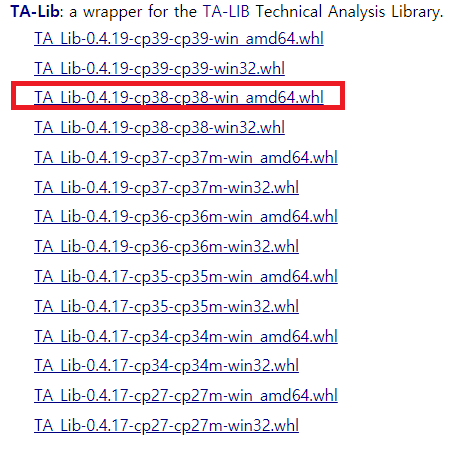 TA-Lib: a wrapper for the TA-LIB Technical Analysis Library.
TA_Lib-0.4.19-cp39-cp39-win_amd64.whl
TA_Lib-0.4.19-cp39-cp39-win32.whl
TA_Lib-0.4.19-cp38-cp38-win_amd64.whl
TA_Lib-0.4.19-cp38-cp38-win32.whl
TA_Lib-0.4.19-cp37-cp37m-win_amd64.whl
TA_Lib-0.4.19-cp37-cp37m-win32.whl
TA_Lib-0.4.19-cp36-cp36m-win_amd64.whl
TA_Lib-0.4.19-cp36-cp36m-win32.whl
TA_Lib-0.4.17-cp35-cp35m-win_amd64.whl
TA_Lib-0.4.17-cp35-cp35m-win32.whl
TA_Lib-0.4.17-cp34-cp34m-win_amd64.whl
TA_Lib-0.4.17-cp34-cp34m-win32.whl
TA_Lib-0.4.17-cp27-cp27m-win_amd64.whl
TA_Lib-0.4.17-cp27-cp27m-win32.whl